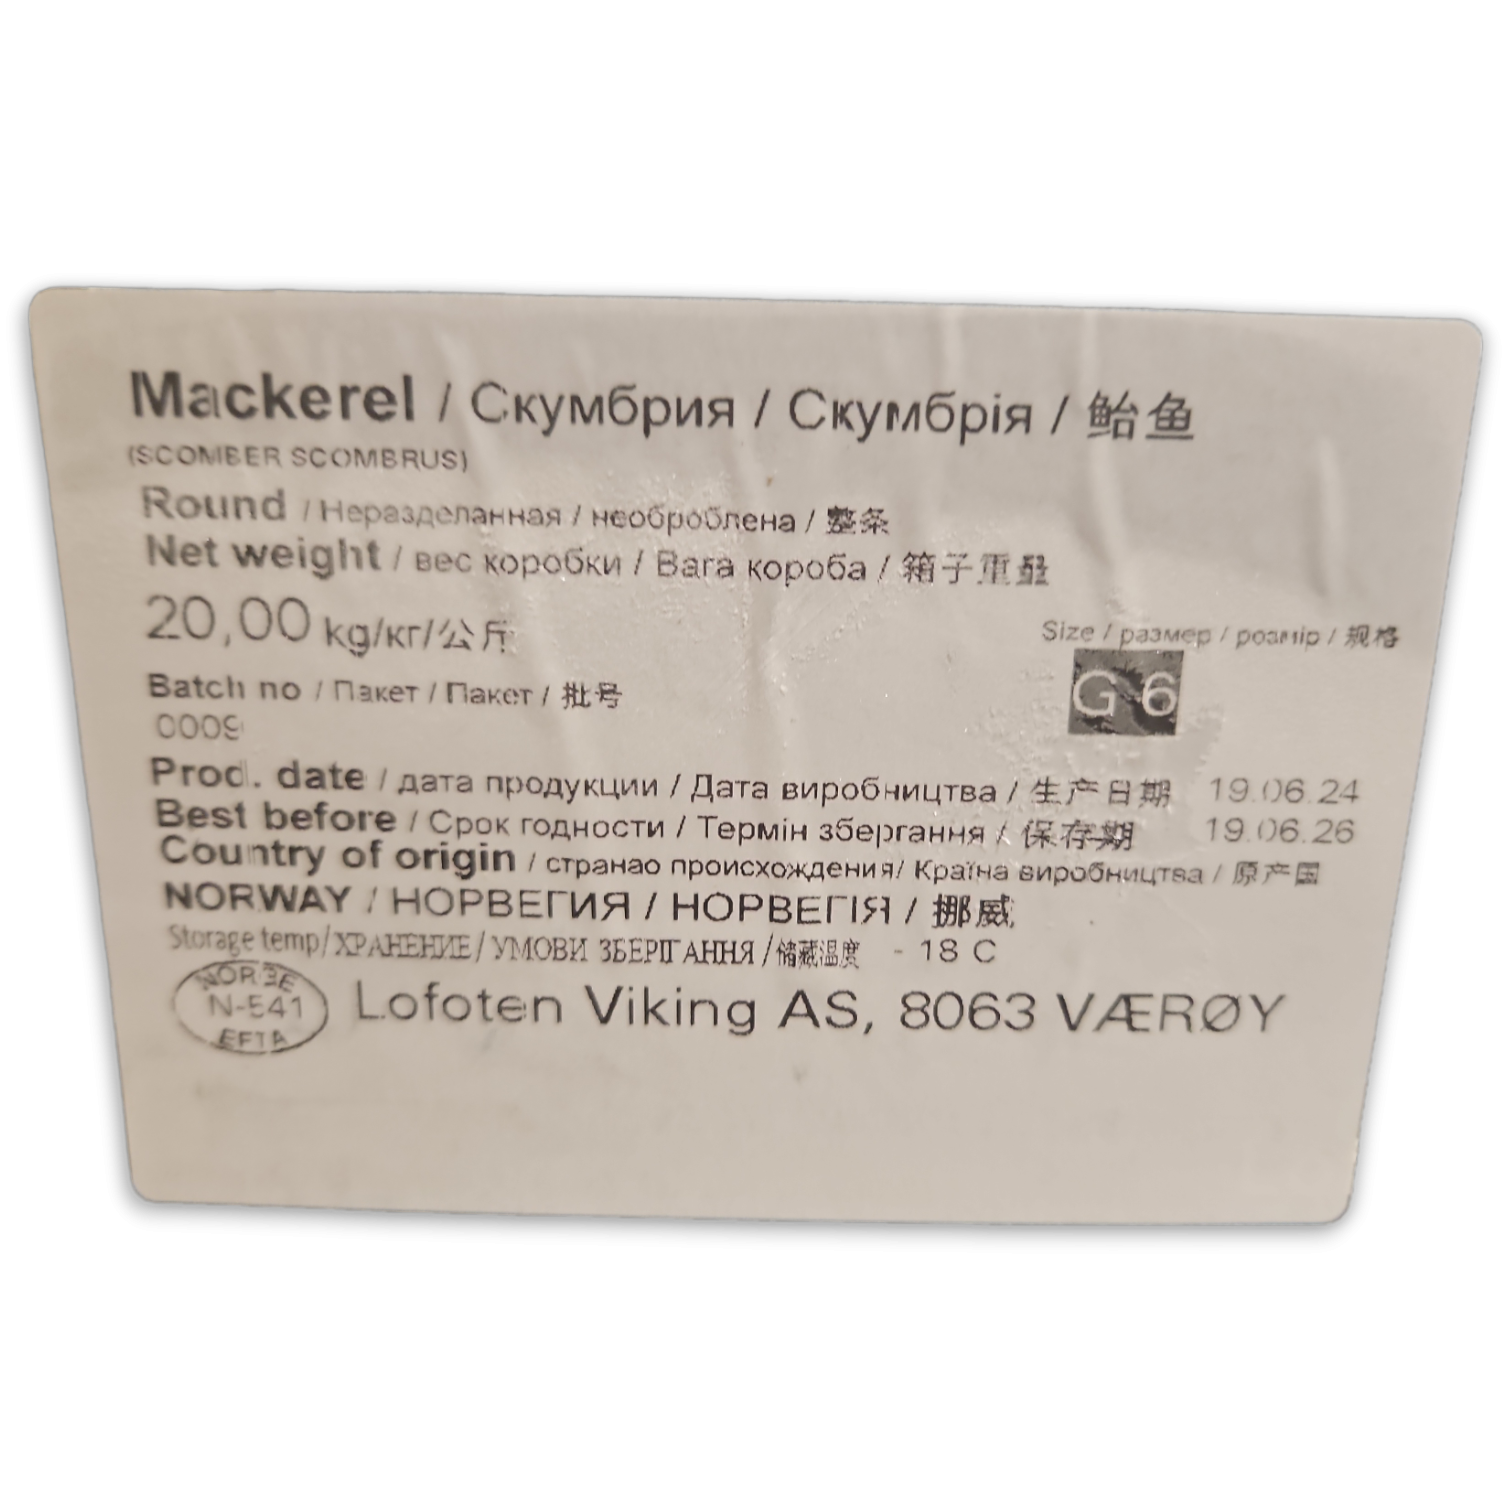 Mackerel / Скумбрия / Скумбрія / 鲐鱼
(SCOMBER SCOMBRUS)
Round / Неразделанная / необроблена / 整条
Net weight / вес коробки / Вага короба / 箱子重量
20,00 kg/кг/公斤
Size / размер / розмір / 规格
G 6
Batch no / Пакет / Пакет / 批号
0009
Prod. date / дата продукции / Дата виробництва / 生产日期 19.06.24
Best before / Срок годности / Термін збергання / 保存期 19.06.26
Country of origin / странао происхождения/ Країна виробництва / 原产国
NORWAY / НОРВЕГИЯ / НОРВЕГІЯ / 挪威
Storage temp/ХРАНЕНИЕ/УМОВИ ЗБЕРІГАННЯ/储藏温度 - 18 C
NORGE
N-541
EFTA
Lofoten Viking AS, 8063 VÆRØY